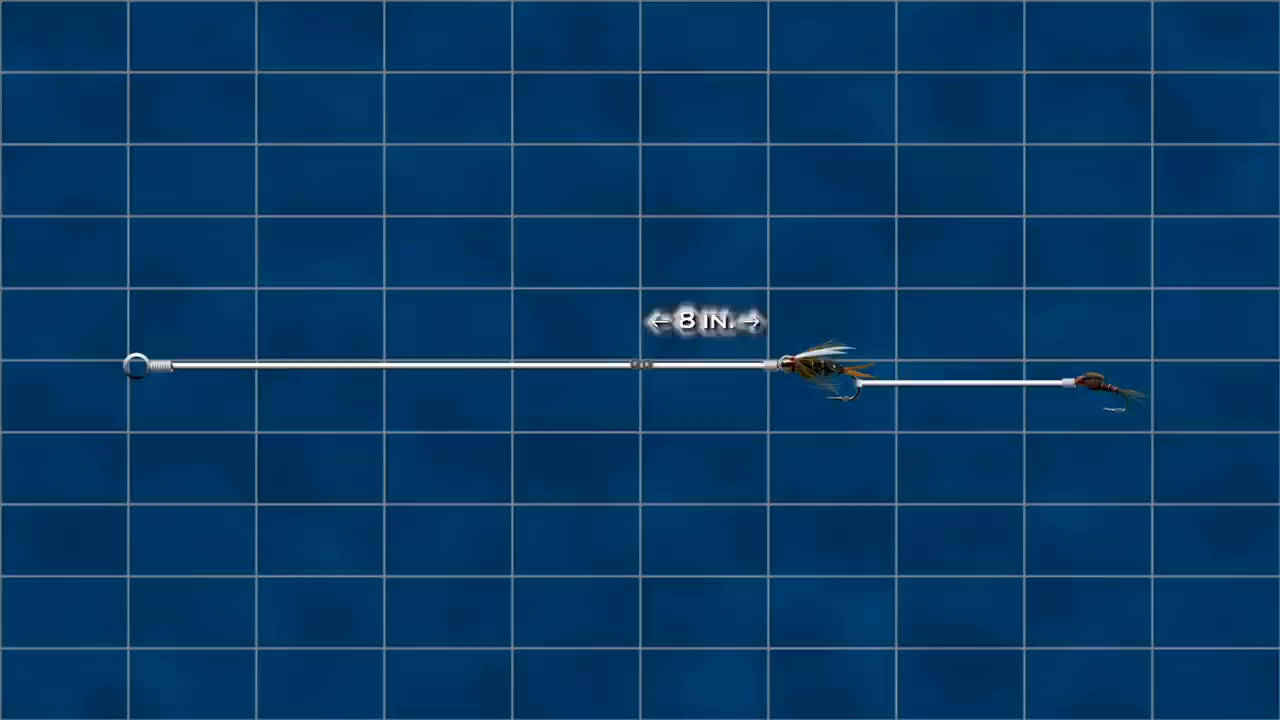 ← 8 IN. →